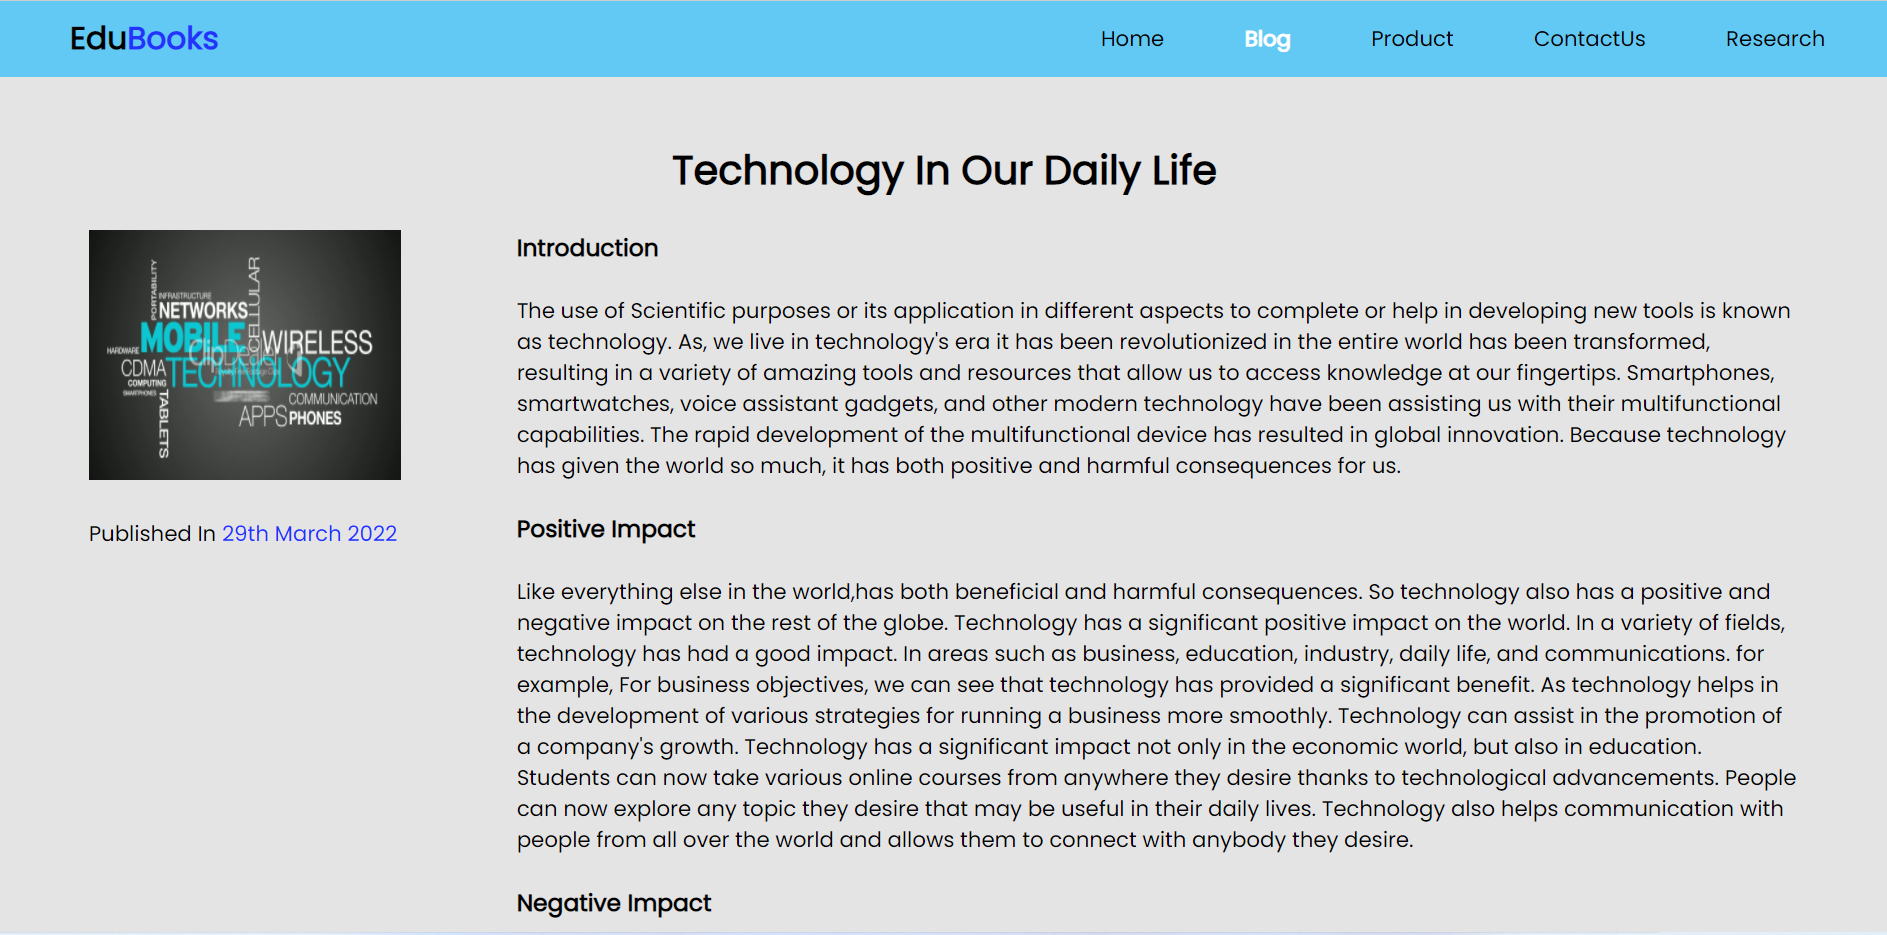 EduBooks
Home Blog Product ContactUs Research
Technology In Our Daily Life
PORTABILITY
INFRASTRUCTURE
NETWORKS
CELLULAR
MOBILE
WIRELESS
HARDWARE
CDMA
TECHNOLOGY
COMPUTING
SMARTPHONES
TABLETS
COMMUNICATION
APPS PHONES
Published In 29th March 2022
Introduction
The use of Scientific purposes or its application in different aspects to complete or help in developing new tools is known
as technology. As, we live in technology's era it has been revolutionized in the entire world has been transformed,
resulting in a variety of amazing tools and resources that allow us to access knowledge at our fingertips. Smartphones,
smartwatches, voice assistant gadgets, and other modern technology have been assisting us with their multifunctional
capabilities. The rapid development of the multifunctional device has resulted in global innovation. Because technology
has given the world so much, it has both positive and harmful consequences for us.
Positive Impact
Like everything else in the world,has both beneficial and harmful consequences. So technology also has a positive and
negative impact on the rest of the globe. Technology has a significant positive impact on the world. In a variety of fields,
technology has had a good impact. In areas such as business, education, industry, daily life, and communications. for
example, For business objectives, we can see that technology has provided a significant benefit. As technology helps in
the development of various strategies for running a business more smoothly. Technology can assist in the promotion of
a company's growth. Technology has a significant impact not only in the economic world, but also in education.
Students can now take various online courses from anywhere they desire thanks to technological advancements. People
can now explore any topic they desire that may be useful in their daily lives. Technology also helps communication with
people from all over the world and allows them to connect with anybody they desire.
Negative Impact